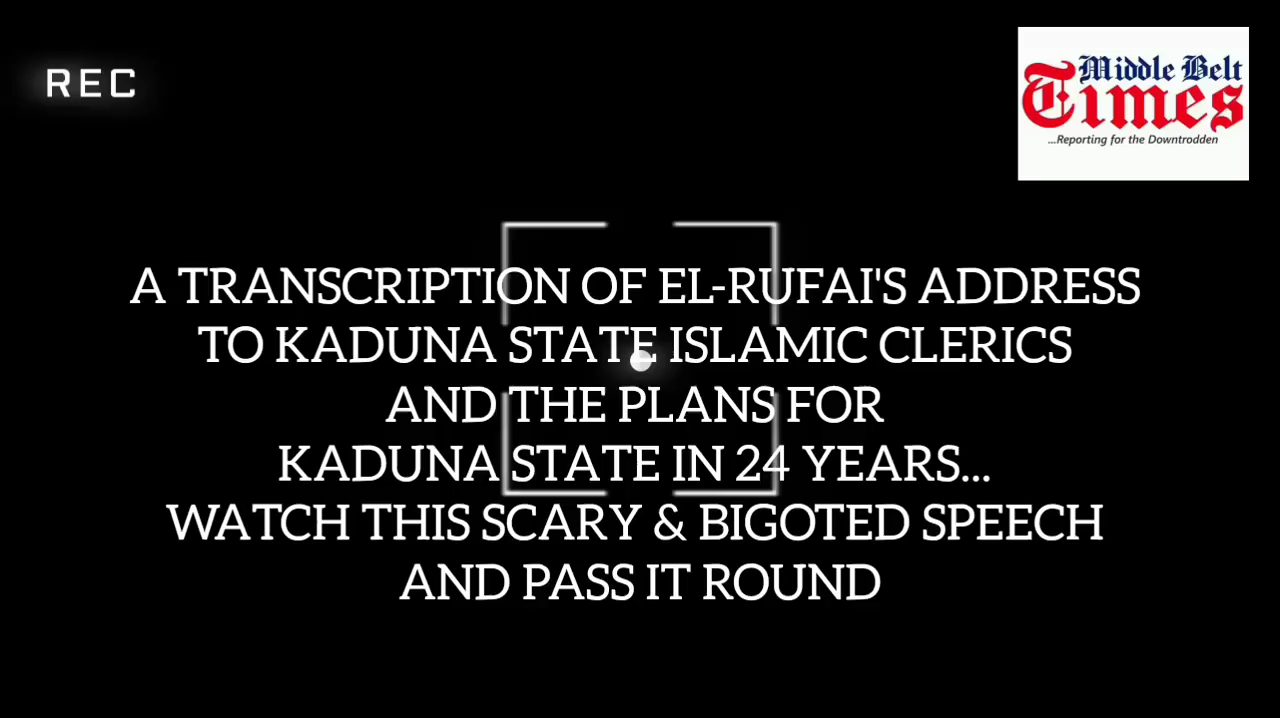 REC
Middle Belt
Times
...Reporting for the Downtrodden
A TRANSCRIPTION OF EL-RUFAI'S ADDRESS
TO KADUNA STATE ISLAMIC CLERICS
AND THE PLANS FOR
KADUNA STATE IN 24 YEARS...
WATCH THIS SCARY & BIGOTED SPEECH
AND PASS IT ROUND